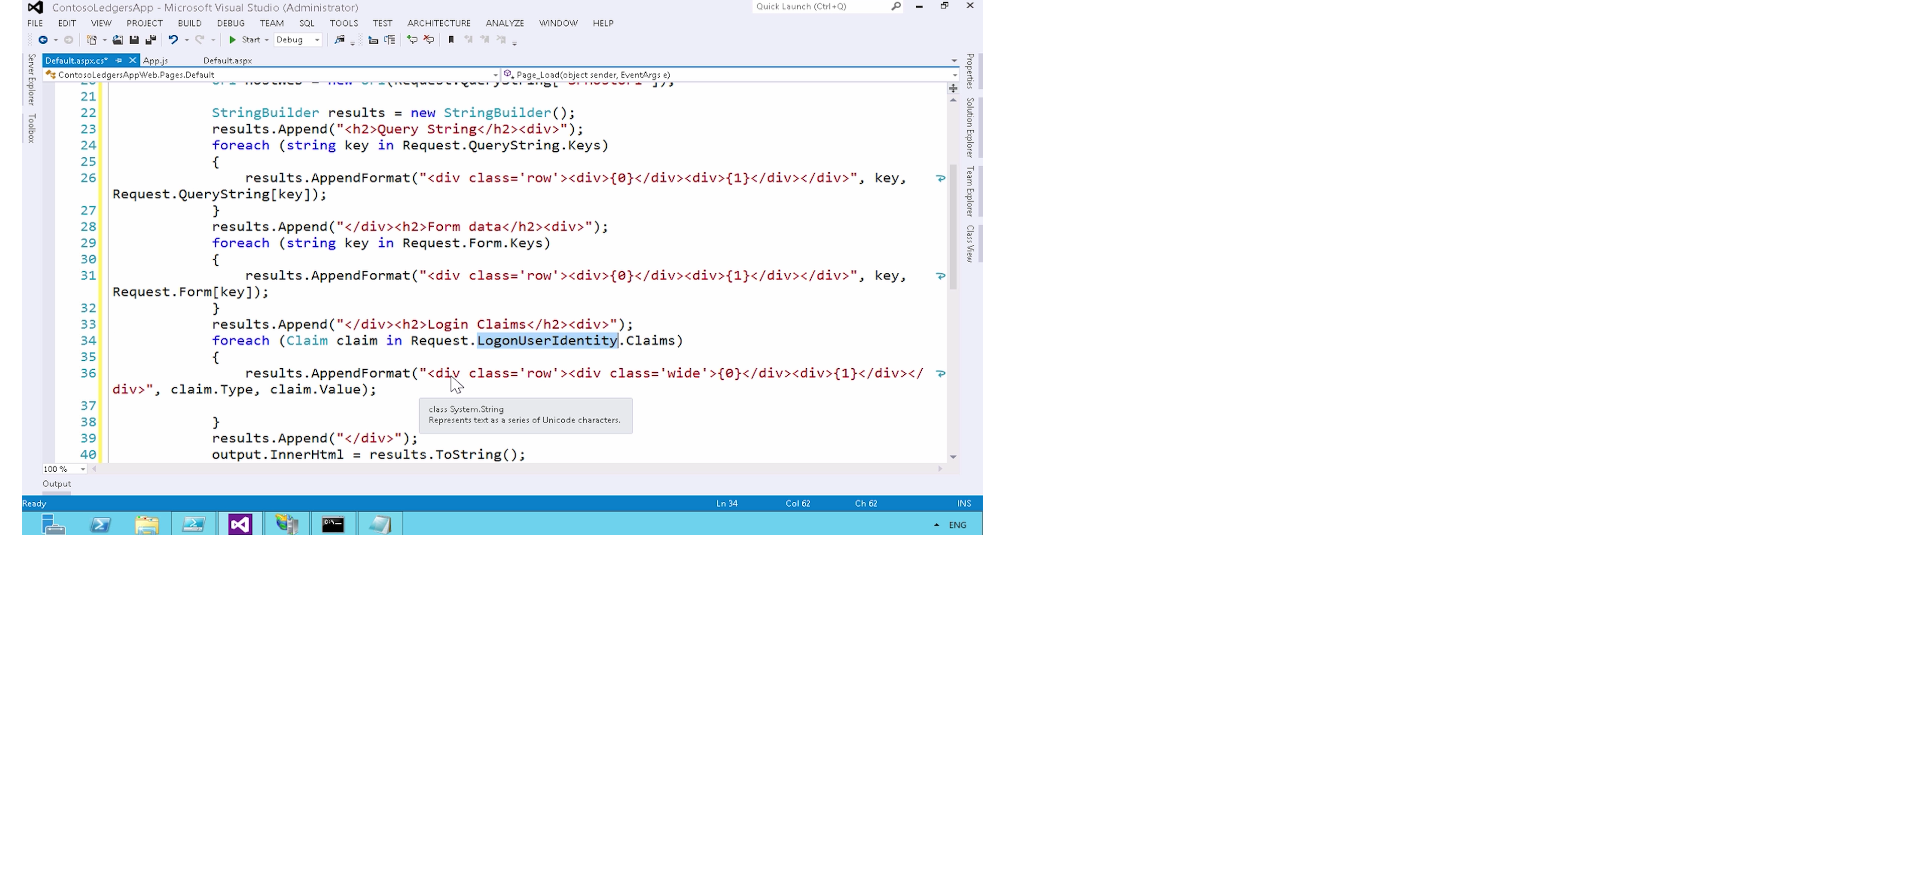 ContosoLedgersApp - Microsoft Visual Studio (Administrator)
Quick Launch (Ctrl+Q)
FILE EDIT VIEW PROJECT BUILD DEBUG TEAM SQL TOOLS TEST ARCHITECTURE ANALYZE WINDOW HELP
Start Debug
Default.aspx.cs* App.js Default.aspx
ContosoLedgersAppWeb.Pages.Default Page_Load(object sender, EventArgs e)
Server Explorer
Toolbox
Properties
Solution Explorer
Team Explorer
Class View
21
22 StringBuilder results = new StringBuilder();
23 results.Append("<h2>Query String</h2><div>");
24 foreach (string key in Request.QueryString.Keys)
25 {
26 results.AppendFormat("<div class='row'><div>{0}</div><div>{1}</div></div>", key,
Request.QueryString[key]);
27 }
28 results.Append("</div><h2>Form data</h2><div>");
29 foreach (string key in Request.Form.Keys)
30 {
31 results.AppendFormat("<div class='row'><div>{0}</div><div>{1}</div></div>", key,
Request.Form[key]);
32 }
33 results.Append("</div><h2>Login Claims</h2><div>");
34 foreach (Claim claim in Request.LogonUserIdentity.Claims)
35 {
36 results.AppendFormat("<div class='row'><div class='wide'>{0}</div><div>{1}</div></
div>", claim.Type, claim.Value);
37
class System.String
Represents text as a series of Unicode characters.
38 }
39 results.Append("</div>");
40 output.InnerHtml = results.ToString();
100 %
Output
Ready Ln 34 Col 62 Ch 62 INS
ENG